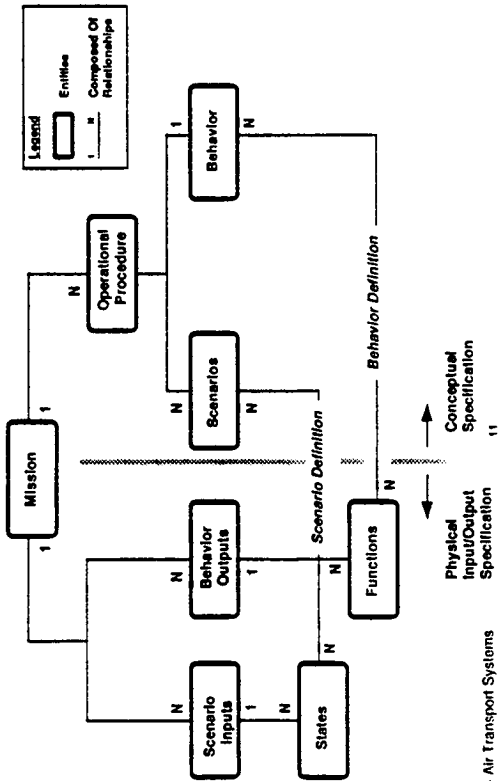 Legend
Entities
1 N Composed Of
Relationships
Mission
1
1
N
Operational
Procedure
N
N
N
1
Scenario
Inputs
Behavior
Outputs
Scenarios
Behavior
1
1
N
N
N
N
States
N
Scenario Definition
Functions
N
Behavior Definition
Physical
Input/Output
Specification
Conceptual
Specification
Air Transport Systems
11